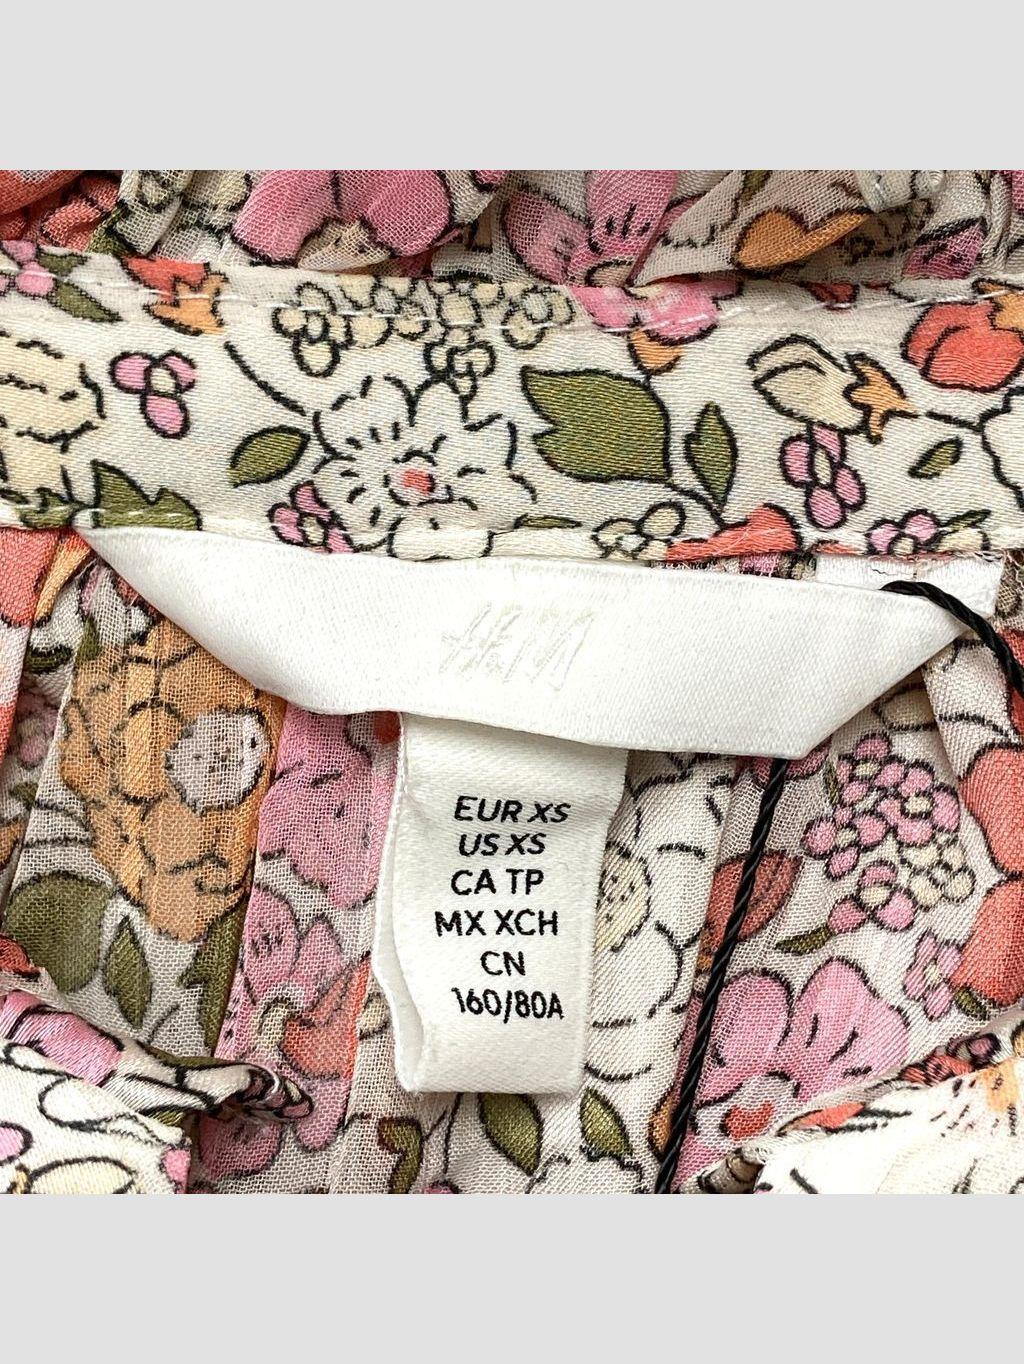 H&M
EUR XS
US XS
CA TP
MX XCH
CN
160/80A